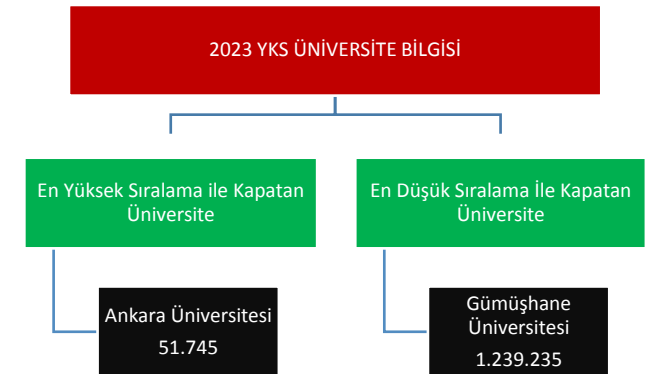 2023 YKS ÜNİVERSİTE BİLGİSİ
En Yüksek Sıralama ile Kapatan
Üniversite
Ankara Üniversitesi
51.745
En Düşük Sıralama İle Kapatan
Üniversite
Gümüşhane
Üniversitesi
1.239.235